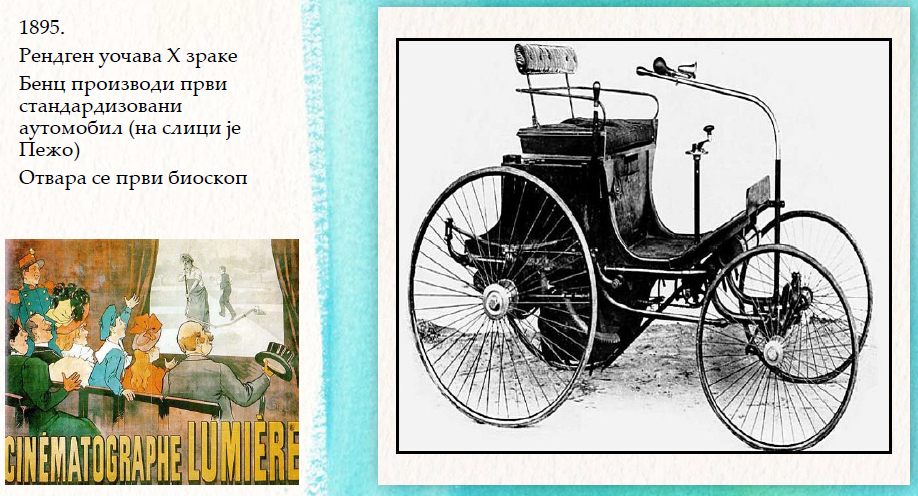 1895.
Рендген уочава X зраке
Бенц производи први
стандардизовани
аутомобил (на слици је
Пежо)
Отвара се први биоскоп
CINÉMATOGRAPHE LUMIÈRE